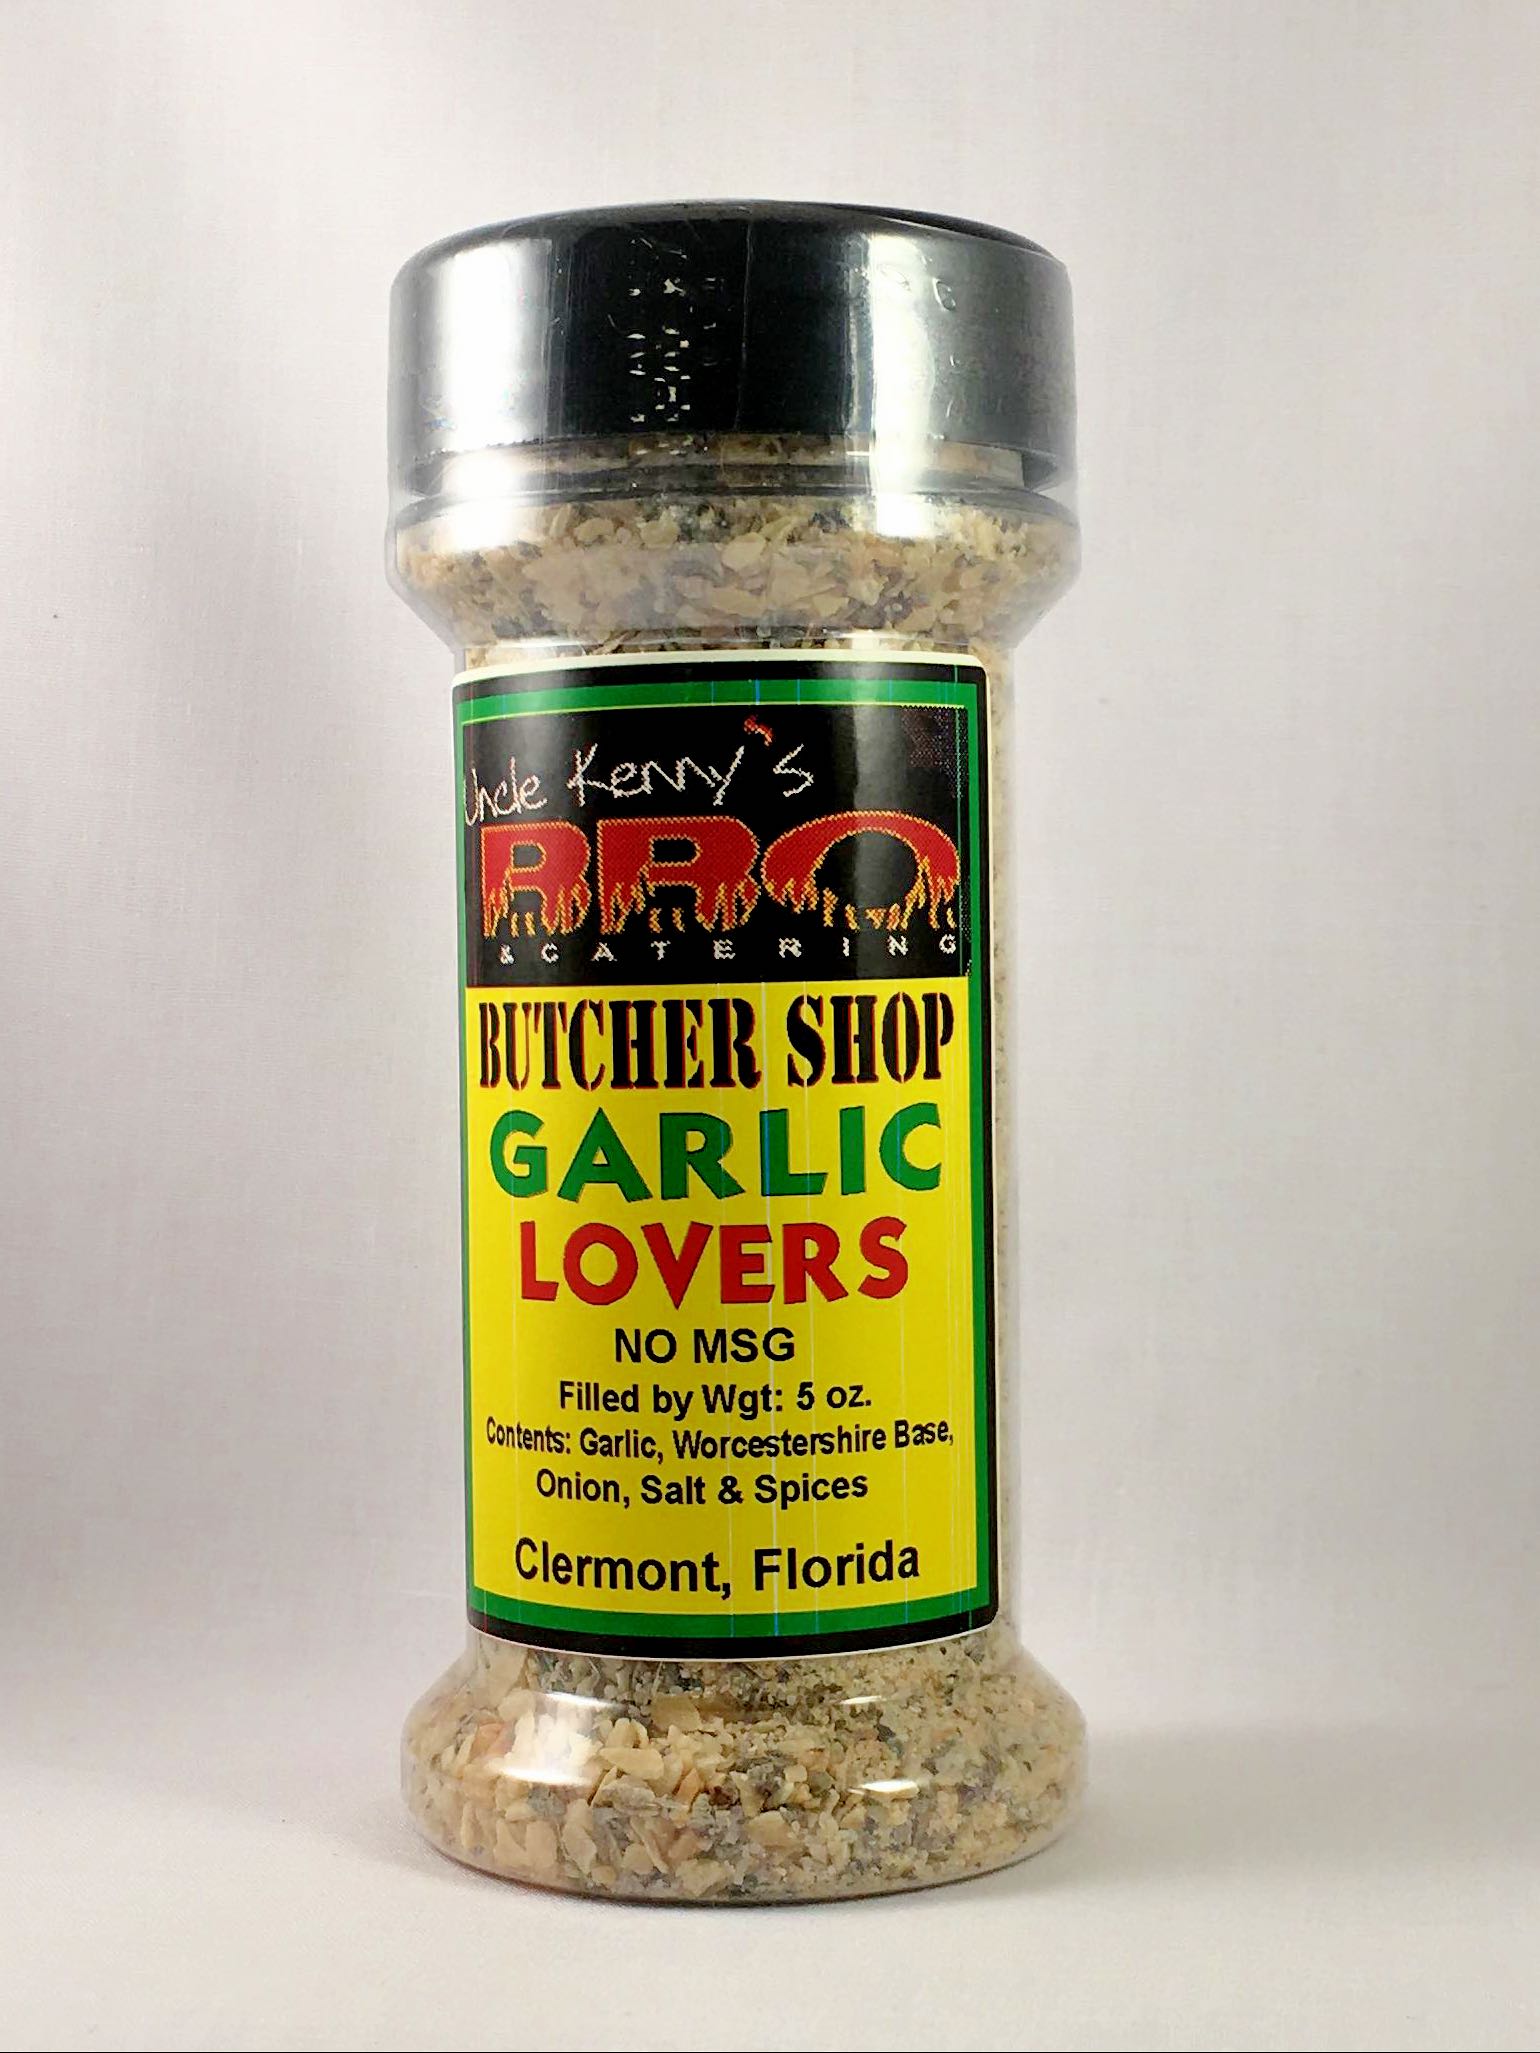 Uncle Kenny's
BBQ
& CATERING
BUTCHER SHOP
GARLIC
LOVERS
NO MSG
Filled by Wgt: 5 oz.
Contents: Garlic, Worcestershire Base,
Onion, Salt & Spices
Clermont, Florida